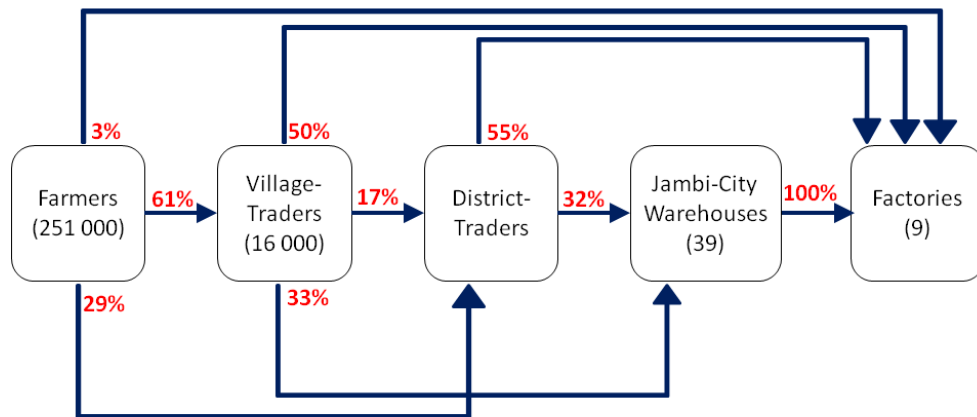 3%
50%
55%
Farmers
(251 000)
61%
Village-
Traders
(16 000)
17%
District-
Traders
32%
Jambi-City
Warehouses
(39)
100%
Factories
(9)
29%
33%